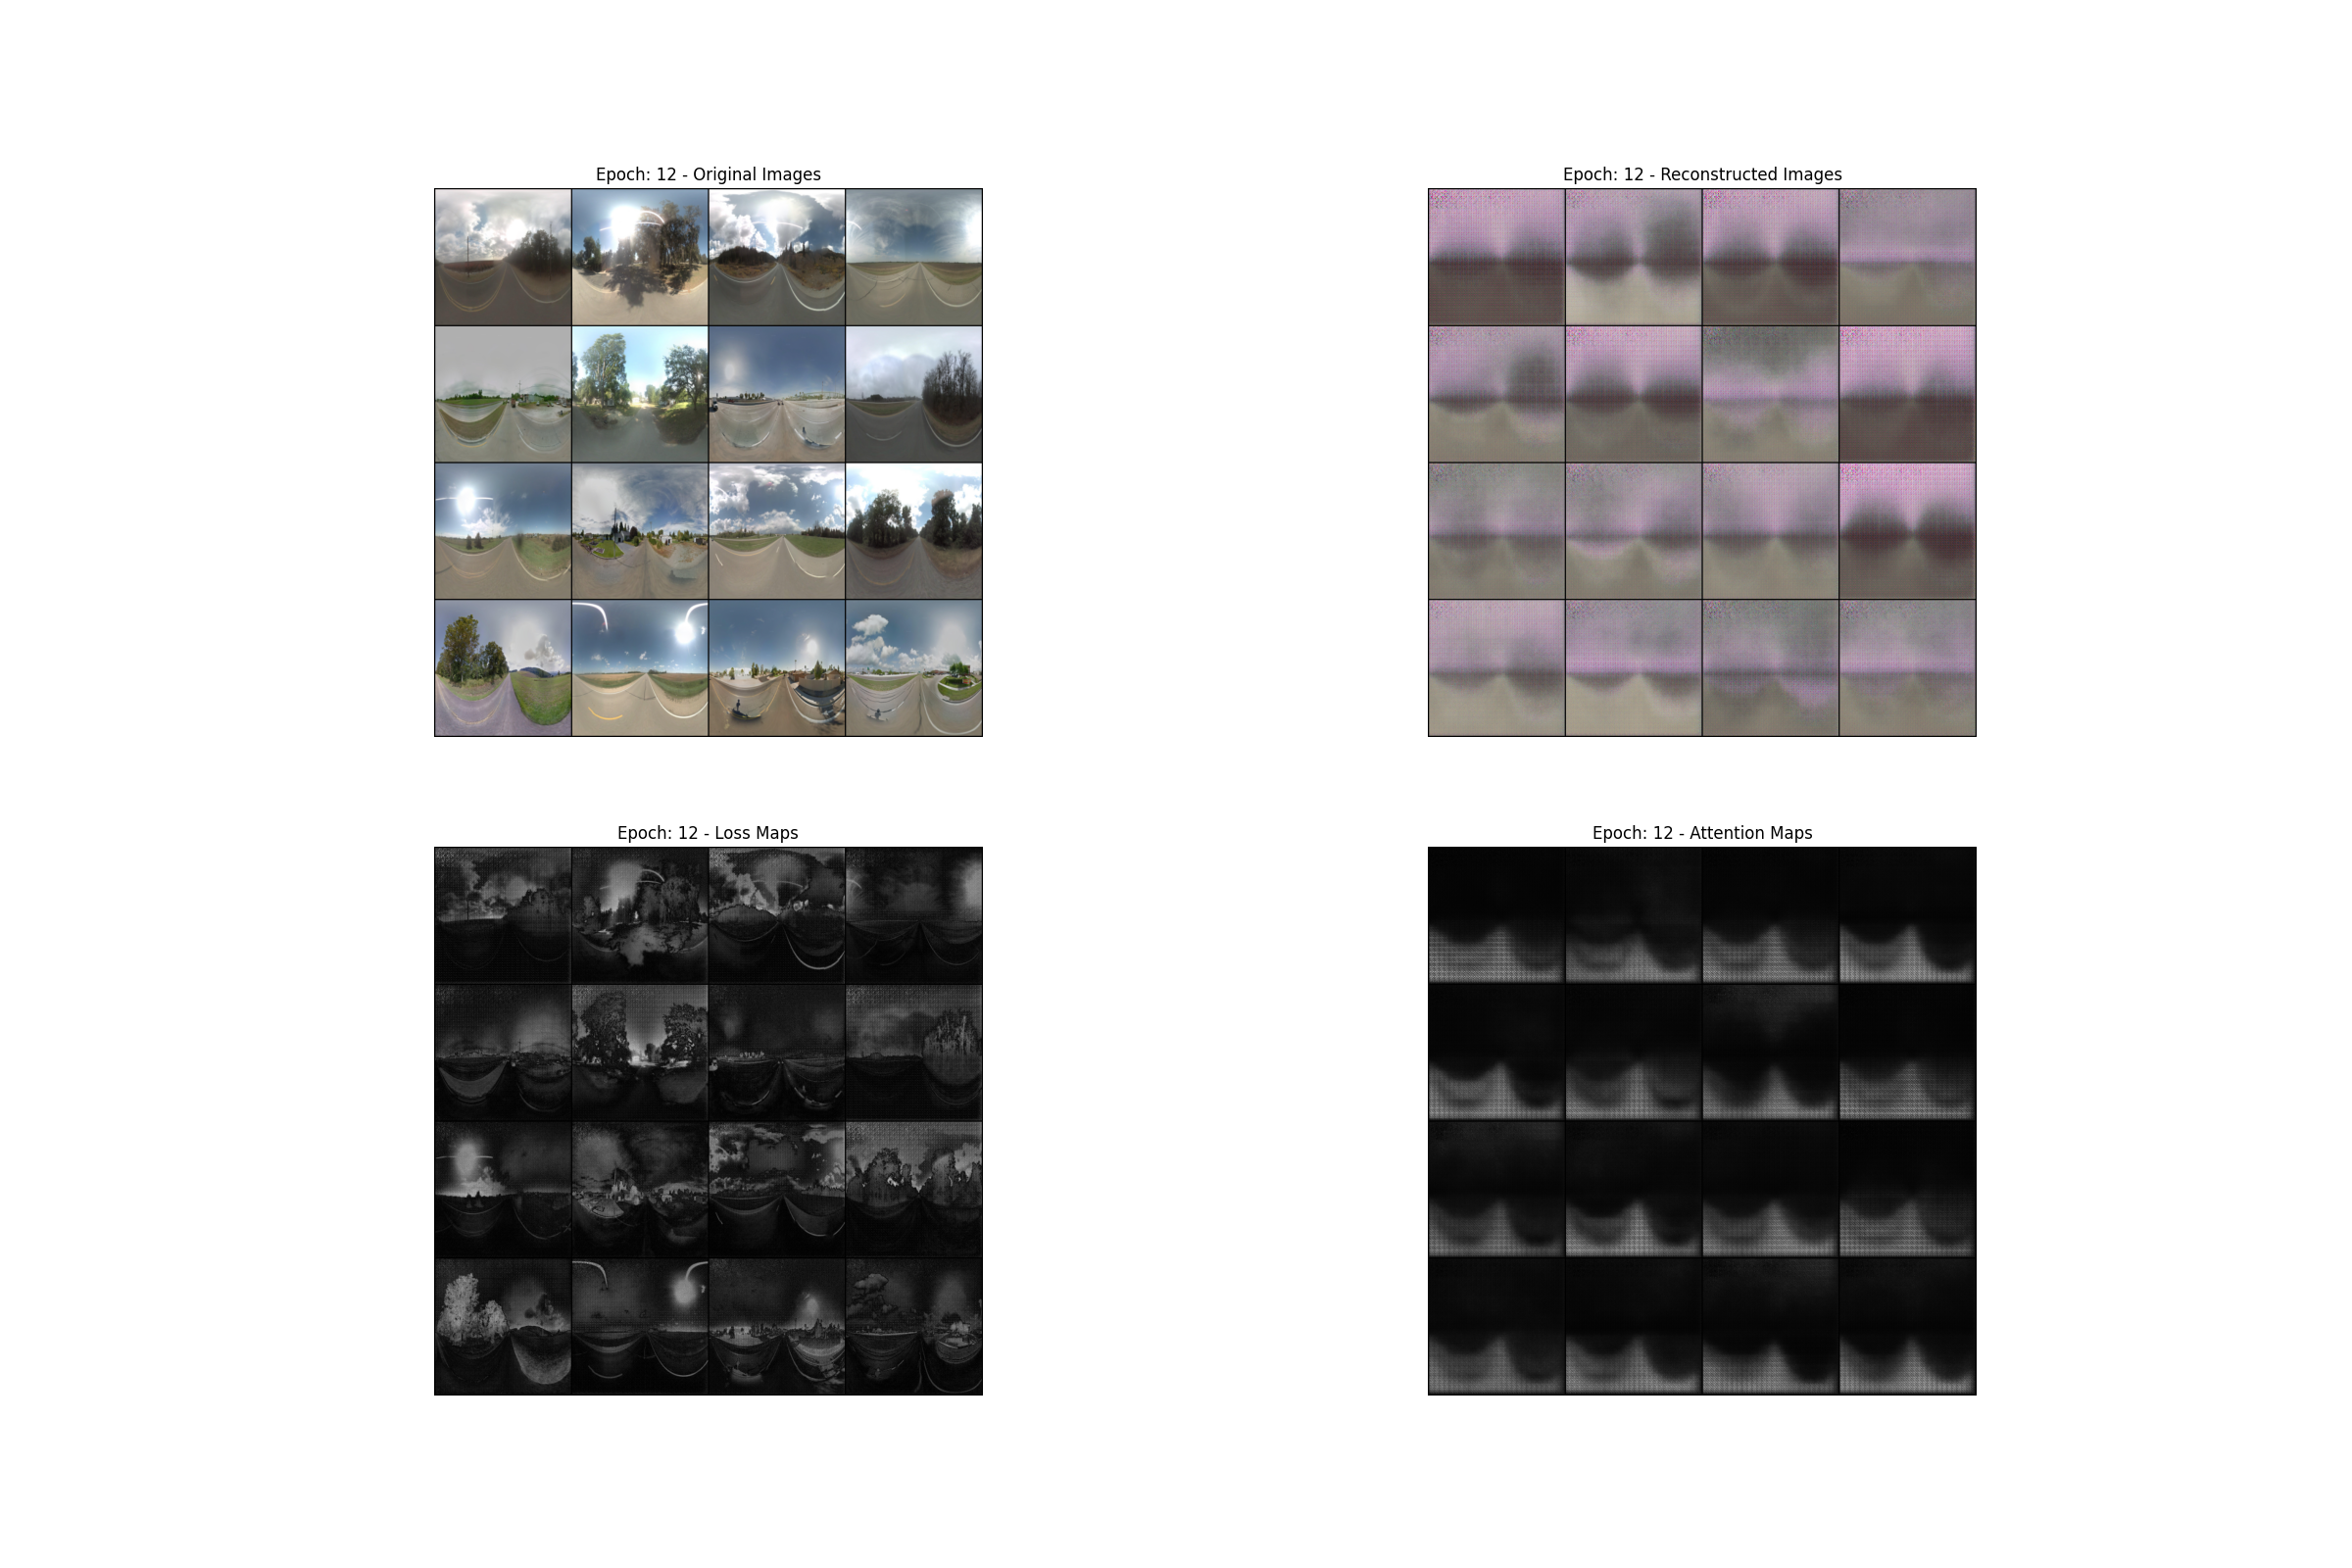 Epoch: 12 - Original Images
Epoch: 12 - Reconstructed Images
Epoch: 12 - Loss Maps
Epoch: 12 - Attention Maps